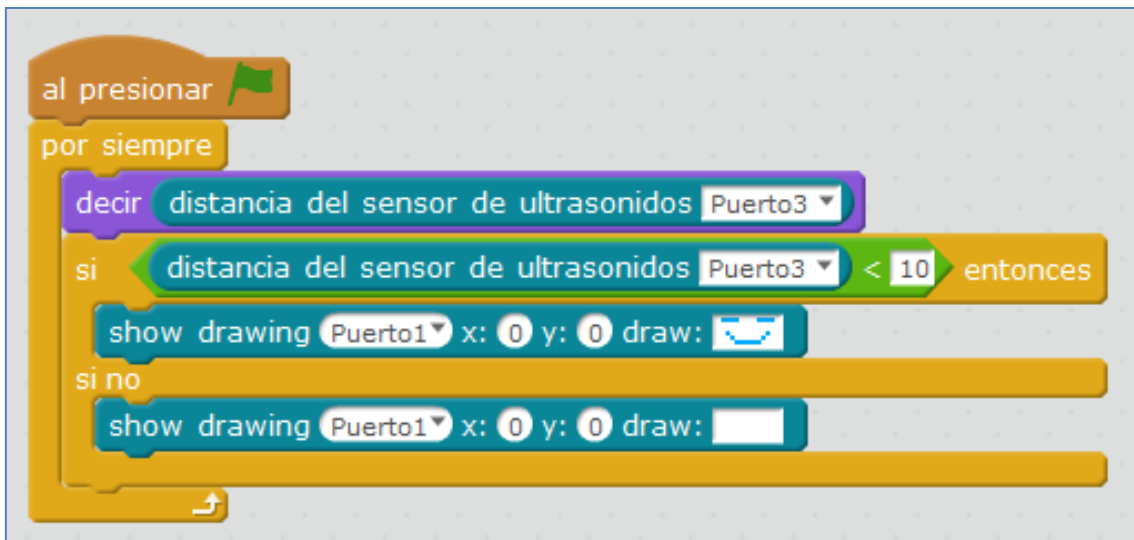 al presionar
por siempre
decir distancia del sensor de ultrasonidos Puerto3
si distancia del sensor de ultrasonidos Puerto3 < 10 entonces
show drawing Puerto1 x: 0 y: 0 draw:
si no
show drawing Puerto1 x: 0 y: 0 draw: